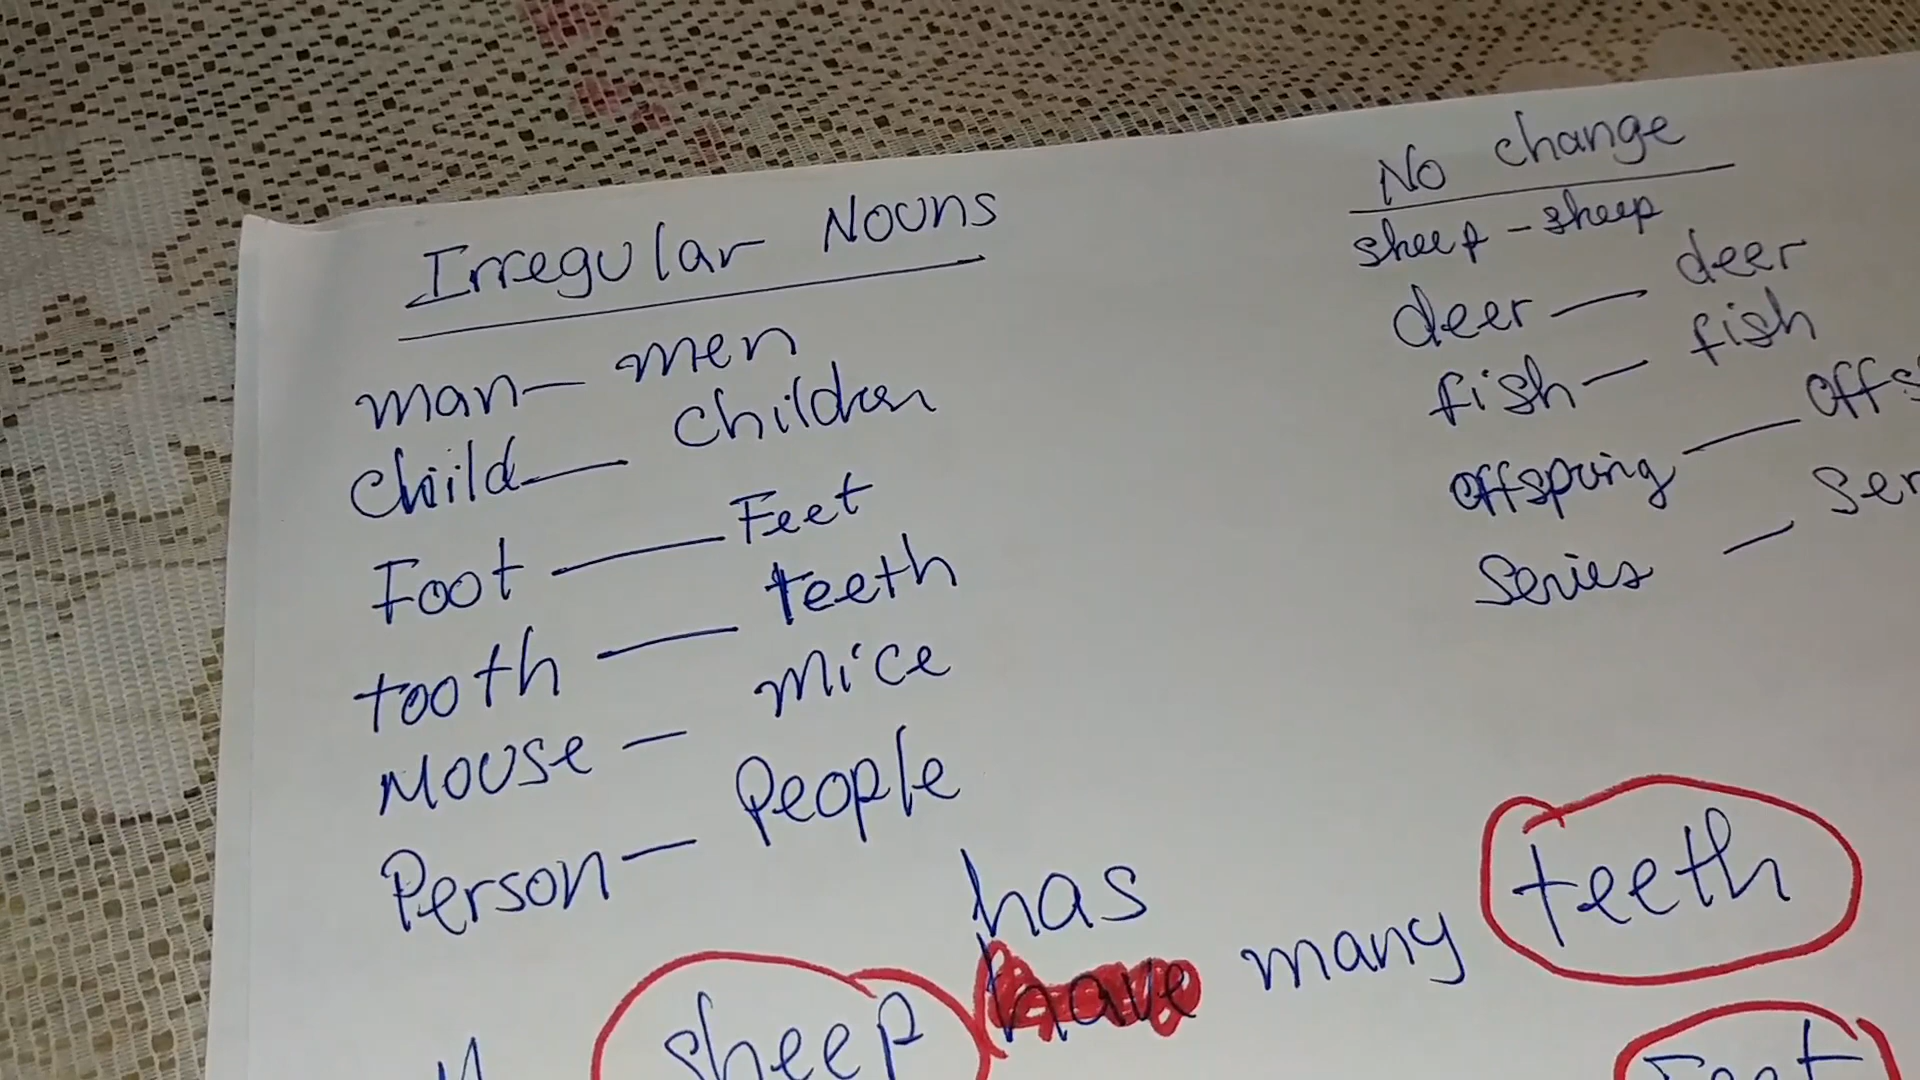 Irregular Nouns
man — men
child — children
Foot — Feet
tooth — teeth
Mouse — mice
Person — People
No change
sheep - sheep
deer — deer
fish — fish
offspring — offs
Series — Ser
has
sheep have many teeth